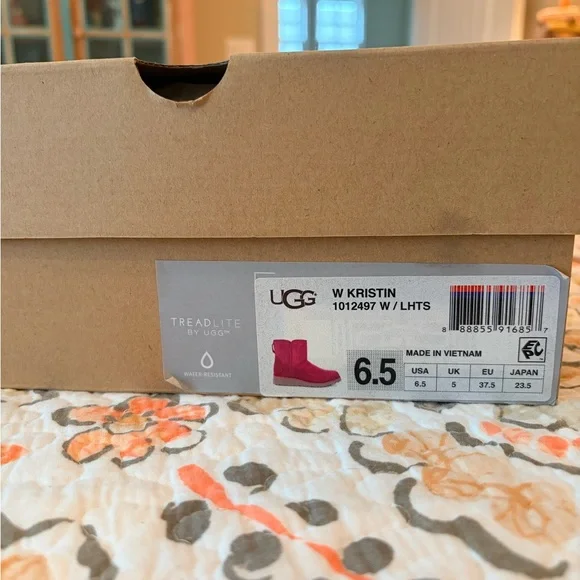 TREADLITE
BY UGG™
WATER-RESISTANT
UGG®
W KRISTIN
1012497 W / LHTS
8 88855 91685 7
6.5
MADE IN VIETNAM
USA UK EU JAPAN
6.5 5 37.5 23.5